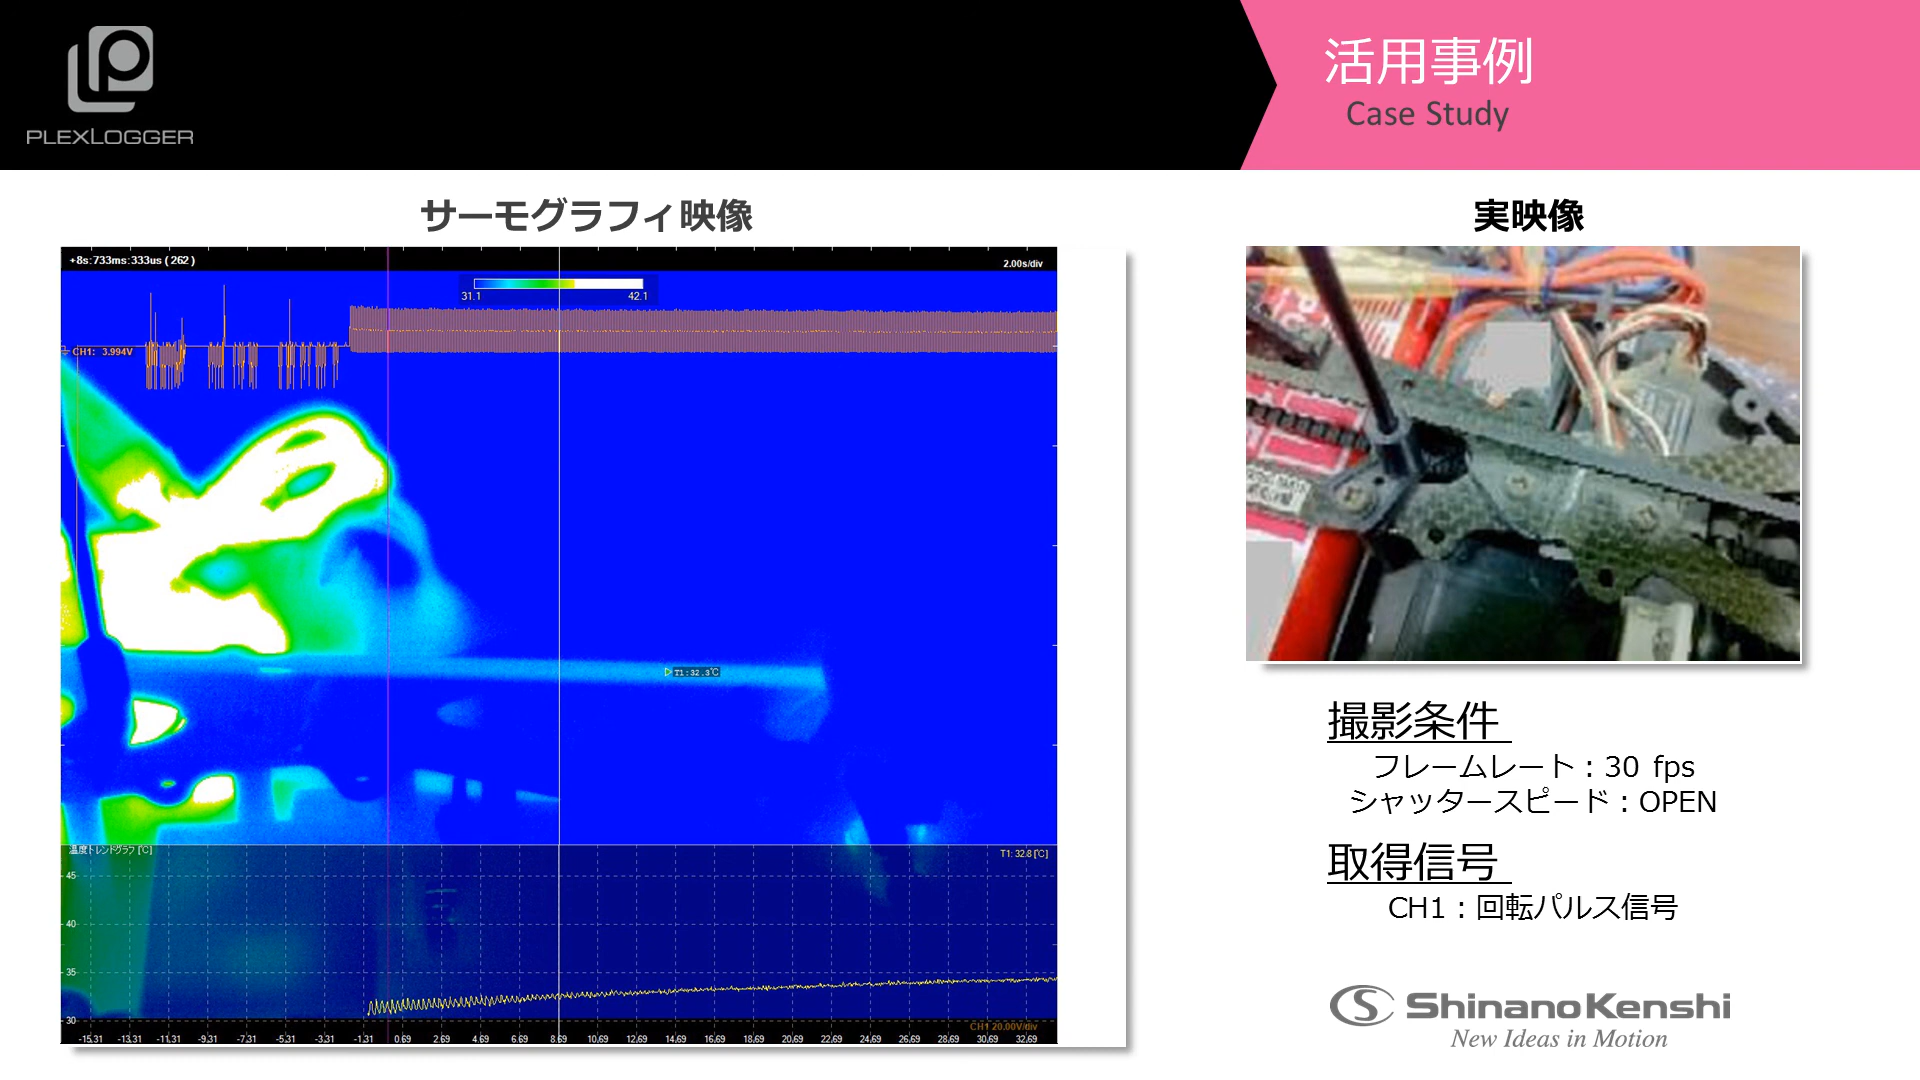 PLEXLOGGER
活用事例
Case Study
サーモグラフィ映像
実映像
+8s:733ms:333us ( 262 )
2.00s/div
31.1
42.1
CH1: 3.994V
T1:32.3℃
温度トレンドグラフ [℃]
T1: 32.8 [℃]
45
40
35
30
CH1 20.00V/div
-15.31 -13.31 -11.31 -9.31 -7.31 -5.31 -3.31 -1.31 0.69 2.69 4.69 6.69 8.69 10.69 12.69 14.69 16.69 18.69 20.69 22.69 24.69 26.69 28.69 30.69 32.69
撮影条件
フレームレート：30 fps
シャッタースピード：OPEN
取得信号
CH1：回転パルス信号
ShinanoKenshi
New Ideas in Motion